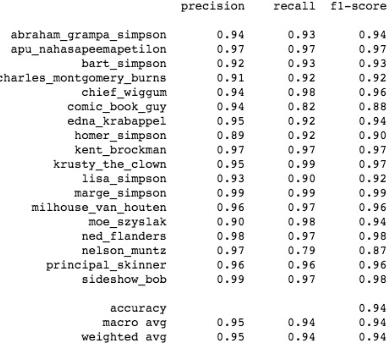 precision recall f1-score
abraham_grampa_simpson 0.94 0.93 0.94
apu_nahasapeemapetilon 0.97 0.97 0.97
bart_simpson 0.92 0.93 0.93
charles_montgomery_burns 0.91 0.92 0.92
chief_wiggum 0.94 0.98 0.96
comic_book_guy 0.94 0.82 0.88
edna_krabappel 0.95 0.92 0.94
homer_simpson 0.89 0.92 0.90
kent_brockman 0.97 0.97 0.97
krusty_the_clown 0.95 0.99 0.97
lisa_simpson 0.93 0.90 0.92
marge_simpson 0.99 0.99 0.99
milhouse_van_houten 0.96 0.97 0.96
moe_szyslak 0.90 0.98 0.94
ned_flanders 0.98 0.97 0.98
nelson_muntz 0.97 0.79 0.87
principal_skinner 0.96 0.96 0.96
sideshow_bob 0.99 0.97 0.98
accuracy 0.94
macro avg 0.95 0.94 0.94
weighted avg 0.95 0.94 0.94